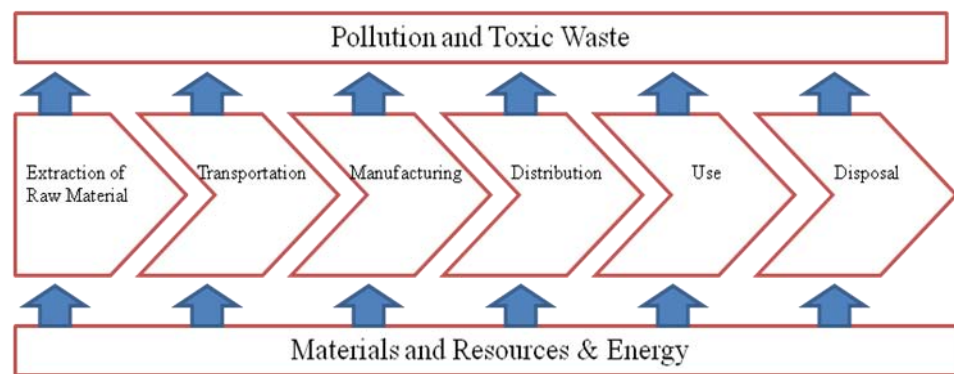 Pollution and Toxic Waste
Extraction of
Raw Material
Transportation
Manufacturing
Distribution
Use
Disposal
Materials and Resources & Energy